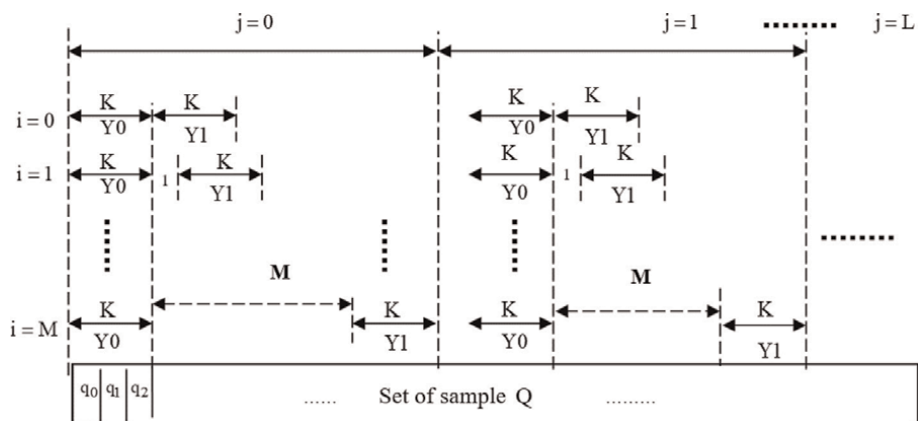 j = 0 j = 1 ........ j = L
K K K K
i = 0 Y0 Y1 Y0 Y1
K K K K
i = 1 Y0 1 Y1 Y0 1 Y1
M M
K K K K
i = M Y0 Y1 Y0 Y1
q0 q1 q2 ...... Set of sample Q .........